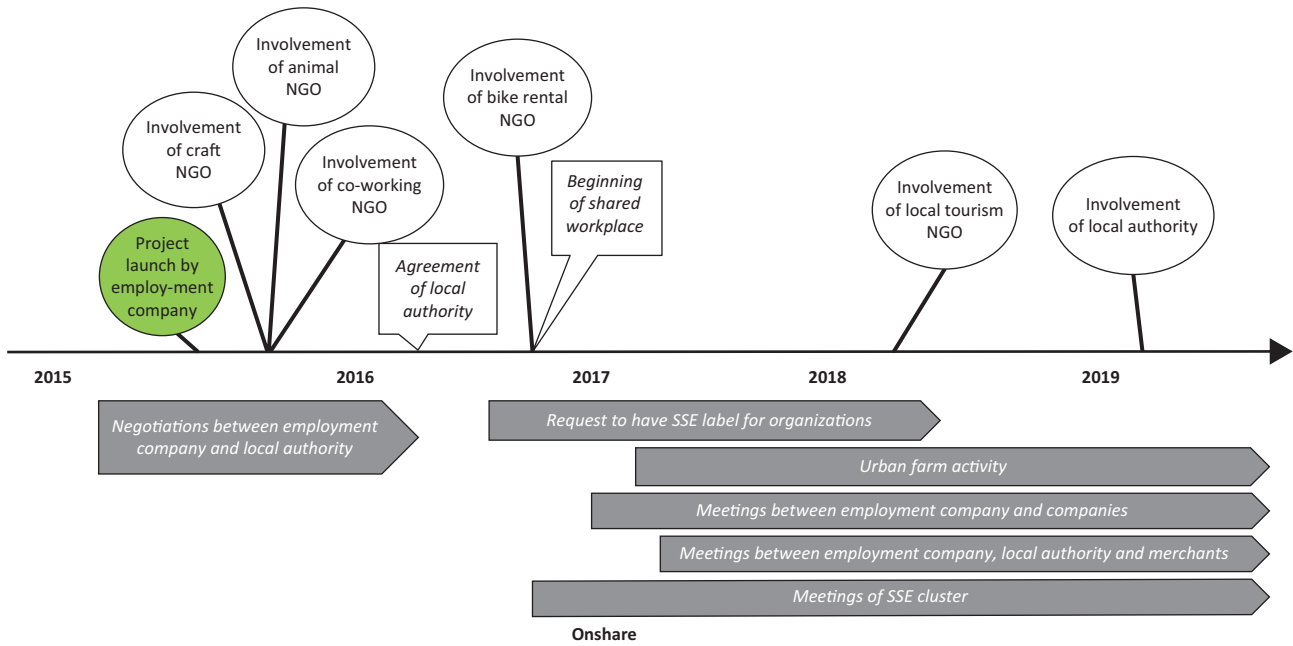 Involvement
of animal
NGO
Involvement
of craft
NGO
Involvement
of co-working
NGO
Involvement
of bike rental
NGO
Beginning
of shared
workplace
Involvement
of local tourism
NGO
Involvement
of local authority
Project
launch by
employ-ment
company
Agreement
of local
authority
2015
2016
2017
2018
2019
Negotiations between employment
company and local authority
Request to have SSE label for organizations
Urban farm activity
Meetings between employment company and companies
Meetings between employment company, local authority and merchants
Meetings of SSE cluster
Onshare